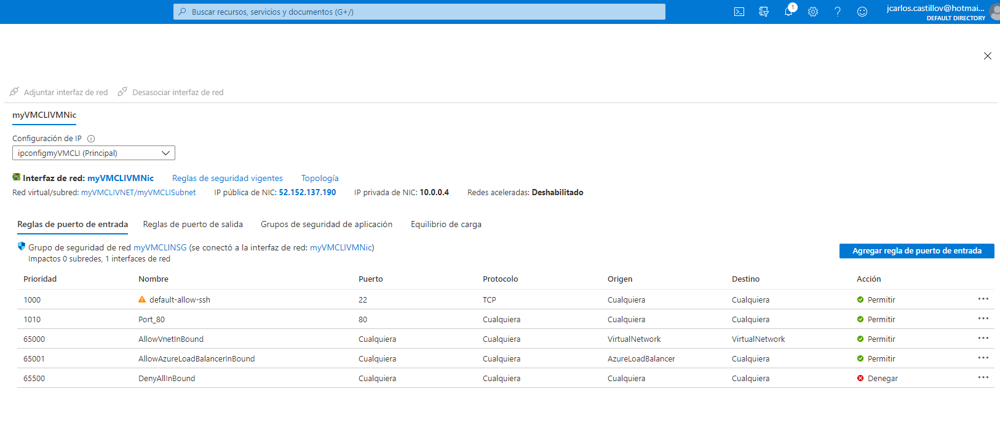 Buscar recursos, servicios y documentos (G+/)
1
jcarlos.castillov@hotmai...
DEFAULT DIRECTORY
Adjuntar interfaz de red
Desasociar interfaz de red
myVMCLIVMNic
Configuración de IP
ipconfigmyVMCLI (Principal)
Interfaz de red: myVMCLIVMNic Reglas de seguridad vigentes Topología
Red virtual/subred: myVMCLIVNET/myVMCLISubnet IP pública de NIC: 52.152.137.190 IP privada de NIC: 10.0.0.4 Redes aceleradas: Deshabilitado
Reglas de puerto de entrada Reglas de puerto de salida Grupos de seguridad de aplicación Equilibrio de carga
Grupo de seguridad de red myVMCLINSG (se conectó a la interfaz de red: myVMCLIVMNic)
Impactos 0 subredes, 1 interfaces de red
Agregar regla de puerto de entrada
Prioridad Nombre Puerto Protocolo Origen Destino Acción
1000 default-allow-ssh 22 TCP Cualquiera Cualquiera Permitir
1010 Port_80 80 Cualquiera Cualquiera Cualquiera Permitir
65000 AllowVnetInBound Cualquiera Cualquiera VirtualNetwork VirtualNetwork Permitir
65001 AllowAzureLoadBalancerInBound Cualquiera Cualquiera AzureLoadBalancer Cualquiera Permitir
65500 DenyAllInBound Cualquiera Cualquiera Cualquiera Cualquiera Denegar